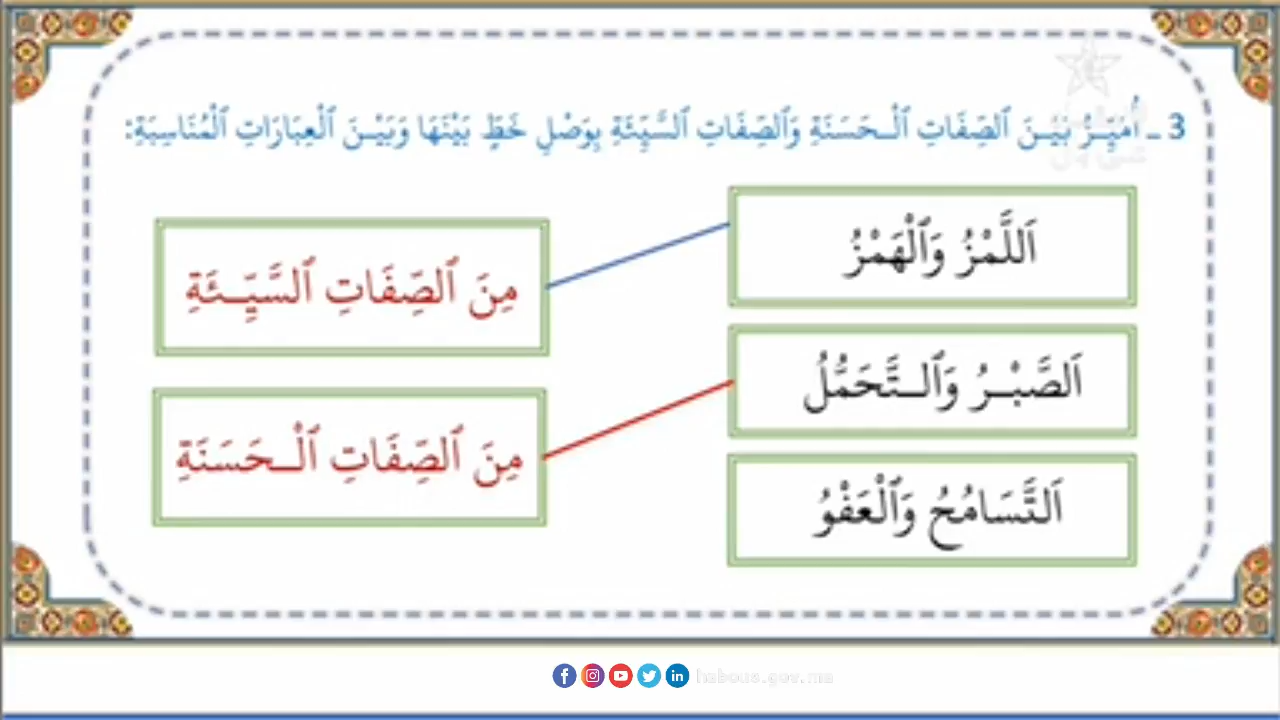 3 ـ أُمَيِّزُ بَيْنَ ٱلصِّفَاتِ ٱلْحَسَنَةِ وَٱلصِّفَاتِ ٱلسَّيِّئَةِ بِوَصْلِ خَطٍّ بَيْنَهَا وَبَيْنَ ٱلْعِبَارَاتِ ٱلْمُنَاسِبَةِ:
اَللَّمْزُ وَٱلْهَمْزُ
مِنَ ٱلصِّفَاتِ ٱلسَّيِّئَةِ
اَلصَّبْرُ وَٱلتَّحَمُّلُ
مِنَ ٱلصِّفَاتِ ٱلْحَسَنَةِ
اَلتَّسَامُحُ وَٱلْعَفْوُ
habous.gov.ma